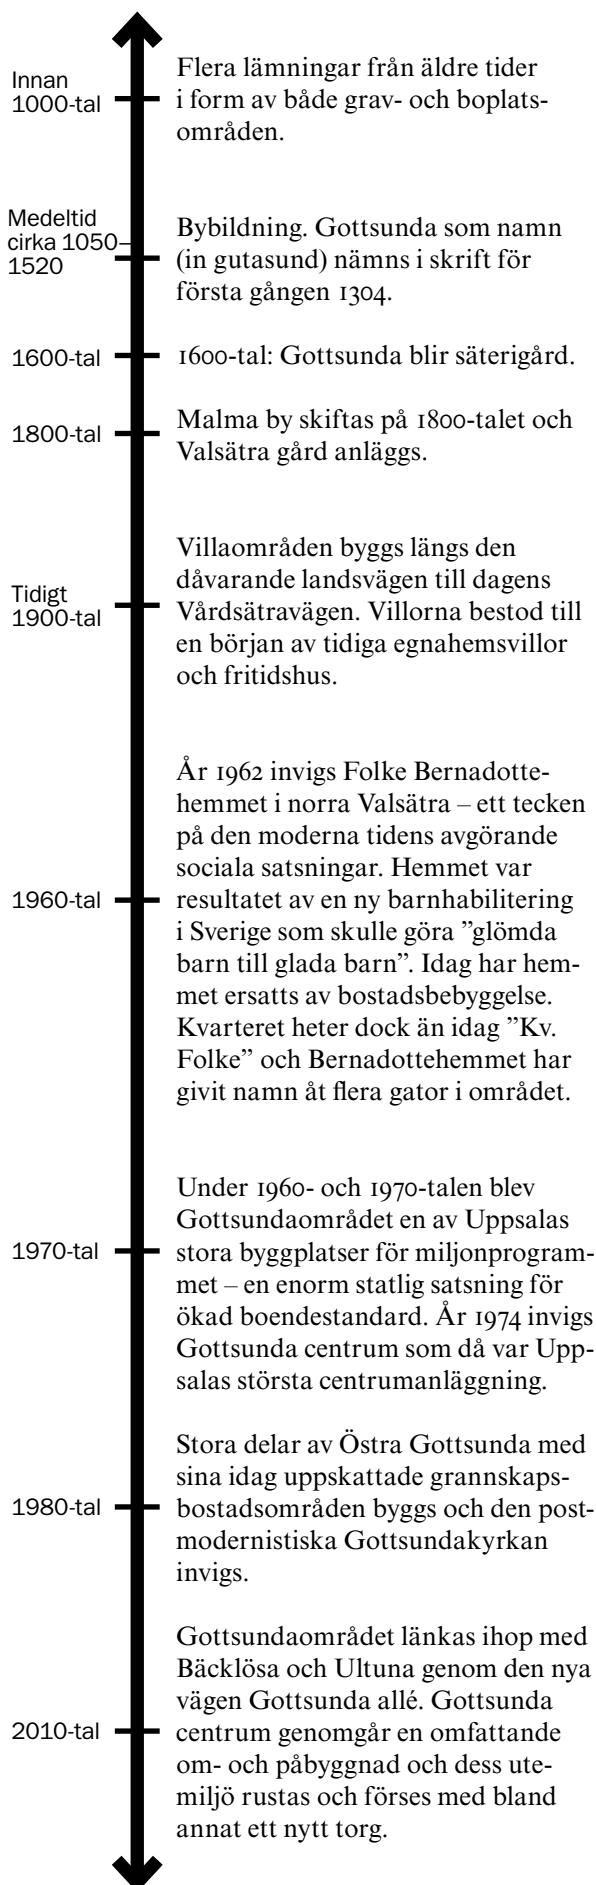 Innan
1000-tal
Flera lämningar från äldre tider
i form av både grav- och boplats-
områden.
Medeltid
cirka 1050–
1520
Bybildning. Gottsunda som namn
(in gutasund) nämns i skrift för
första gången 1304.
1600-tal
1600-tal: Gottsunda blir säterigård.
1800-tal
Malma by skiftas på 1800-talet och
Valsätra gård anläggs.
Tidigt
1900-tal
Villaområden byggs längs den
dåvarande landsvägen till dagens
Vårdsätravägen. Villorna bestod till
en början av tidiga egnahemsvillor
och fritidshus.
1960-tal
År 1962 invigs Folke Bernadotte-
hemmet i norra Valsätra – ett tecken
på den moderna tidens avgörande
sociala satsningar. Hemmet var
resultatet av en ny barnhabilitering
i Sverige som skulle göra ”glömda
barn till glada barn”. Idag har hem-
met ersatts av bostadsbebyggelse.
Kvarteret heter dock än idag ”Kv.
Folke” och Bernadottehemmet har
givit namn åt flera gator i området.
1970-tal
Under 1960- och 1970-talen blev
Gottsundaområdet en av Uppsalas
stora byggplatser för miljonprogram-
met – en enorm statlig satsning för
ökad boendestandard. År 1974 invigs
Gottsunda centrum som då var Upp-
salas största centrumanläggning.
1980-tal
Stora delar av Östra Gottsunda med
sina idag uppskattade grannskaps-
bostadsområden byggs och den post-
modernistiska Gottsundakyrkan
invigs.
2010-tal
Gottsundaområdet länkas ihop med
Bäcklösa och Ultuna genom den nya
vägen Gottsunda allé. Gottsunda
centrum genomgår en omfattande
om- och påbyggnad och dess ute-
miljö rustas och förses med bland
annat ett nytt torg.